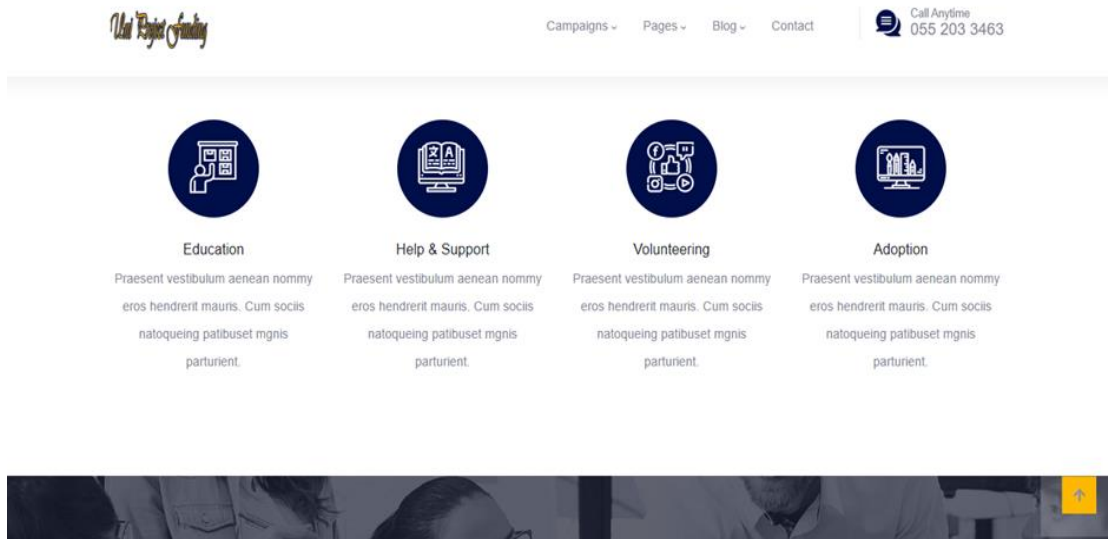 Uni Project Funding
Campaigns Pages Blog Contact
Call Anytime
055 203 3463
Education
Praesent vestibulum aenean nommy
eros hendrerit mauris. Cum sociis
natoqueing patibuset mgnis
parturient.
Help & Support
Praesent vestibulum aenean nommy
eros hendrerit mauris. Cum sociis
natoqueing patibuset mgnis
parturient.
Volunteering
Praesent vestibulum aenean nommy
eros hendrerit mauris. Cum sociis
natoqueing patibuset mgnis
parturient.
Adoption
Praesent vestibulum aenean nommy
eros hendrerit mauris. Cum sociis
natoqueing patibuset mgnis
parturient.